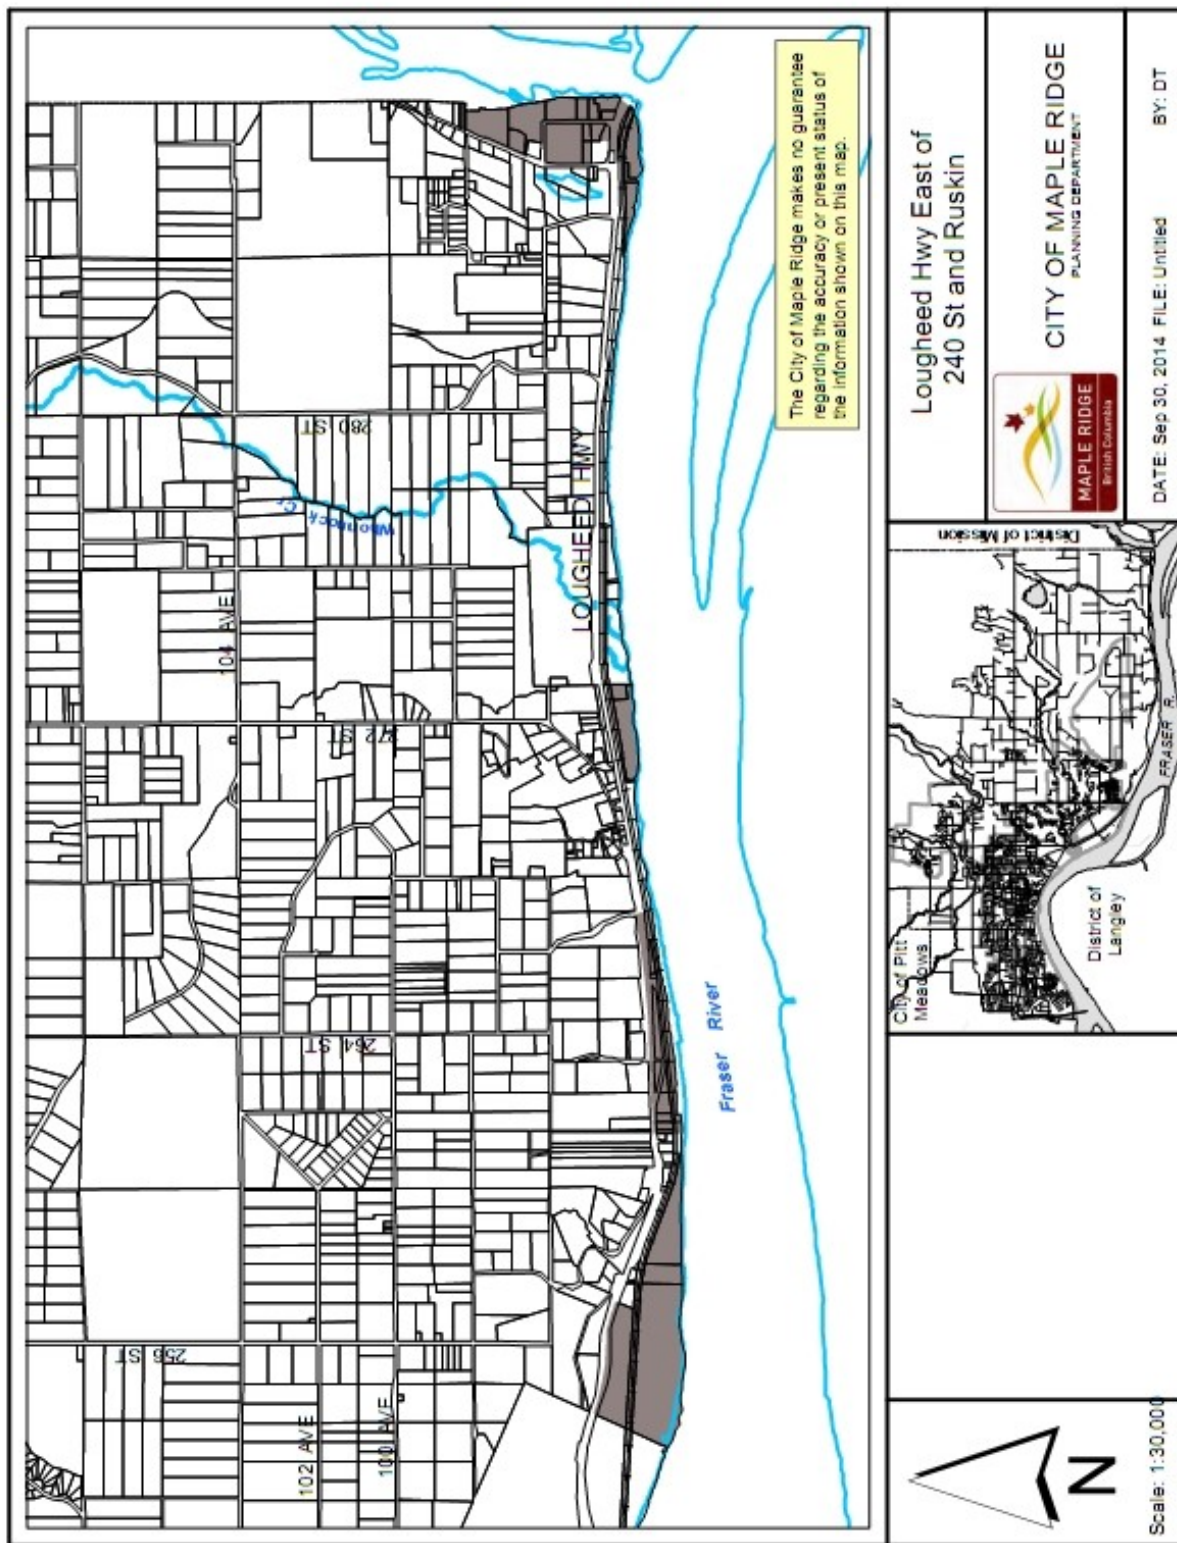 256 ST
264 ST
272 ST
280 ST
104 AVE
102 AVE
100 AVE
Whonnock Cr
LOUGHEED HWY
Fraser River
The City of Maple Ridge makes no guarantee
regarding the accuracy or present status of
the information shown on this map.
N
Scale: 1:30,000
City of Pitt
Meadows
District of
Langley
District of Mission
FRASER R.
Lougheed Hwy East of
240 St and Ruskin
MAPLE RIDGE
British Columbia
CITY OF MAPLE RIDGE
PLANNING DEPARTMENT
DATE: Sep 30, 2014 FILE: Untitled BY: DT